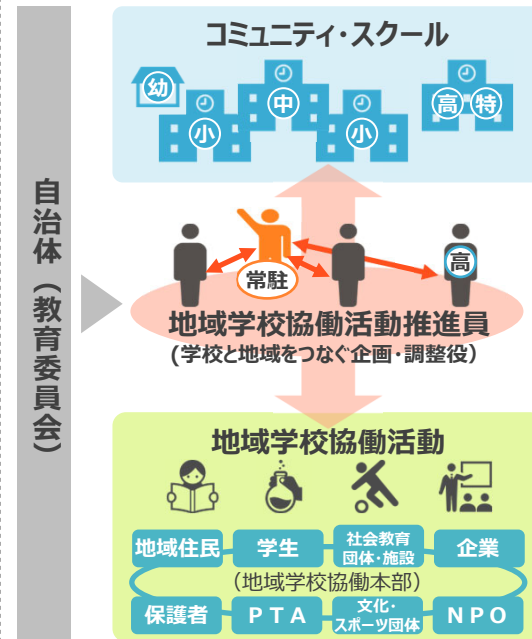 自治体（教育委員会）
コミュニティ・スクール
幼
小
中
小
高
特
常駐
高
地域学校協働活動推進員
(学校と地域をつなぐ企画・調整役）
地域学校協働活動
地域住民
学生
社会教育
団体・施設
企業
（地域学校協働本部）
保護者
ＰＴＡ
文化・
スポーツ団体
ＮＰＯ